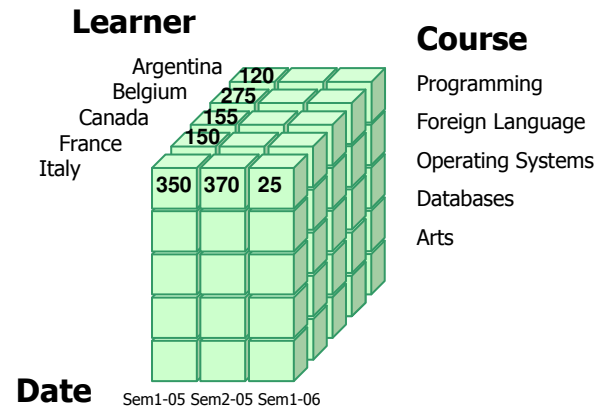 Learner
Argentina
Belgium
Canada
France
Italy
120
275
155
150
350 370 25
Course
Programming
Foreign Language
Operating Systems
Databases
Arts
Date
Sem1-05 Sem2-05 Sem1-06